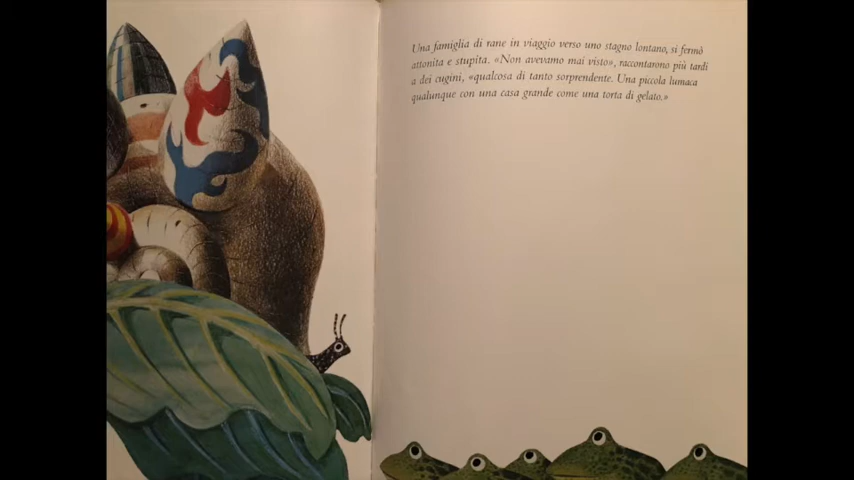 Una famiglia di rane in viaggio verso uno stagno lontano, si fermò
attonita e stupita. «Non avevamo mai visto», raccontarono più tardi
a dei cugini, «qualcosa di tanto sorprendente. Una piccola lumaca
qualunque con una casa grande come una torta di gelato.»